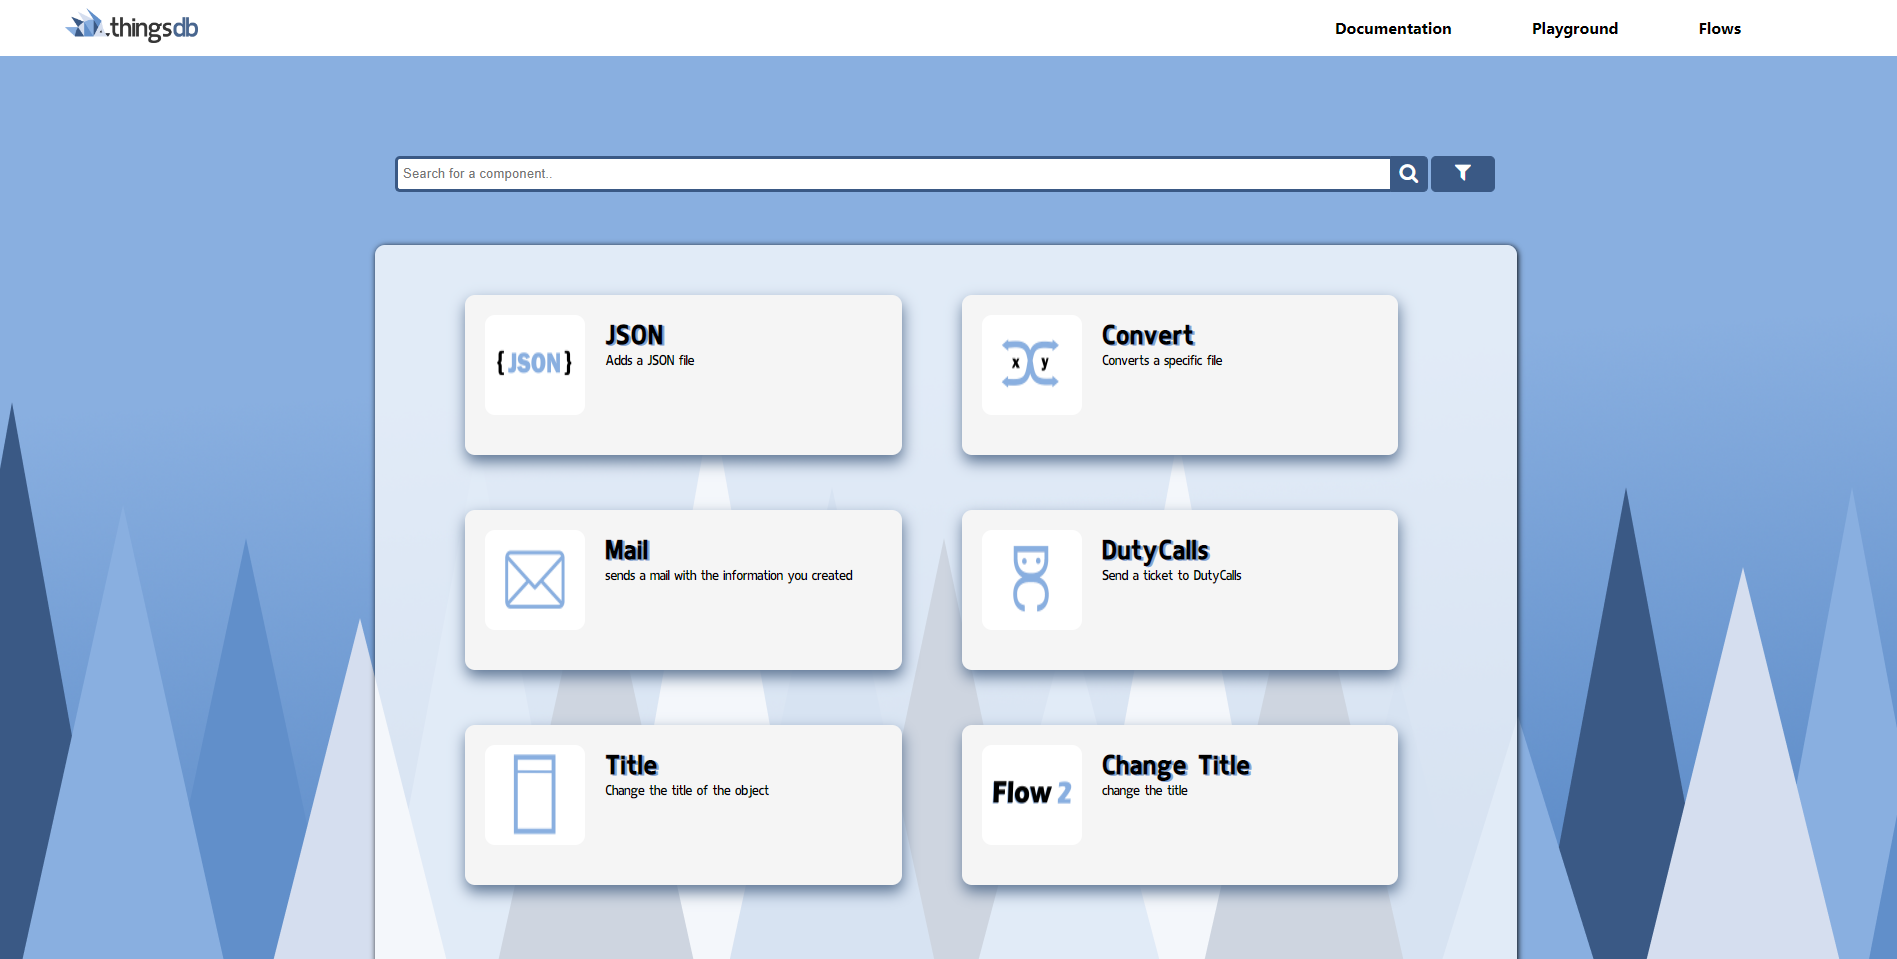 .thingsdb
Documentation
Playground
Flows
Search for a component..
{JSON}
JSON
Adds a JSON file
x y
Convert
Converts a specific file
Mail
sends a mail with the information you created
DutyCalls
Send a ticket to DutyCalls
Title
Change the title of the object
Flow 2
Change Title
change the title